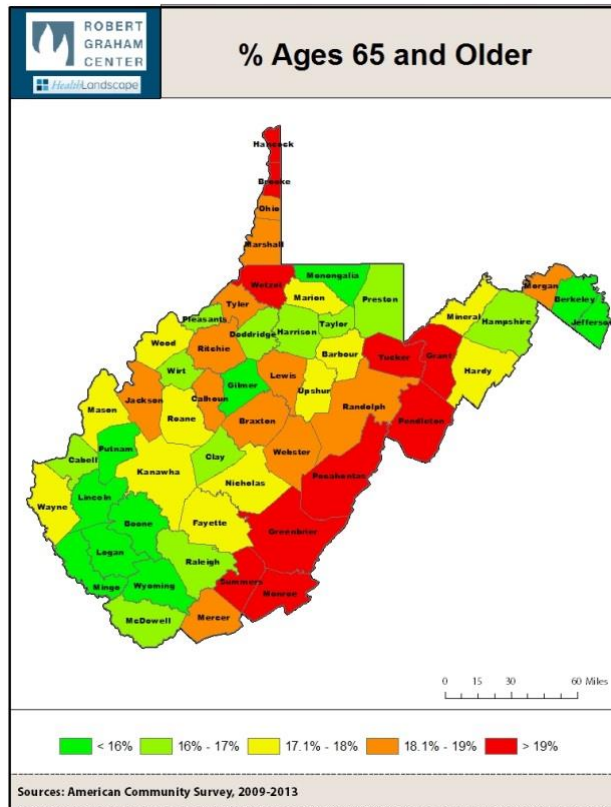 ROBERT
GRAHAM
CENTER
HealthLandscape
% Ages 65 and Older
Hancock
Brooke
Ohio
Marshall
Wetzel
Monongalia
Morgan
Marion
Preston
Berkeley
Tyler
Mineral
Jefferson
Pleasants
Hampshire
Doddridge
Harrison
Taylor
Wood
Ritchie
Barbour
Tucker
Grant
Wirt
Lewis
Hardy
Gilmer
Upshur
Jackson
Calhoun
Randolph
Mason
Roane
Braxton
Pendleton
Putnam
Webster
Cabell
Clay
Kanawha
Pocahontas
Nicholas
Lincoln
Wayne
Boone
Fayette
Greenbrier
Logan
Raleigh
Mingo
Wyoming
Summers
Monroe
McDowell
Mercer
0 15 30 60 Miles
< 16% 16% - 17% 17.1% - 18% 18.1% - 19% > 19%
Sources: American Community Survey, 2009-2013